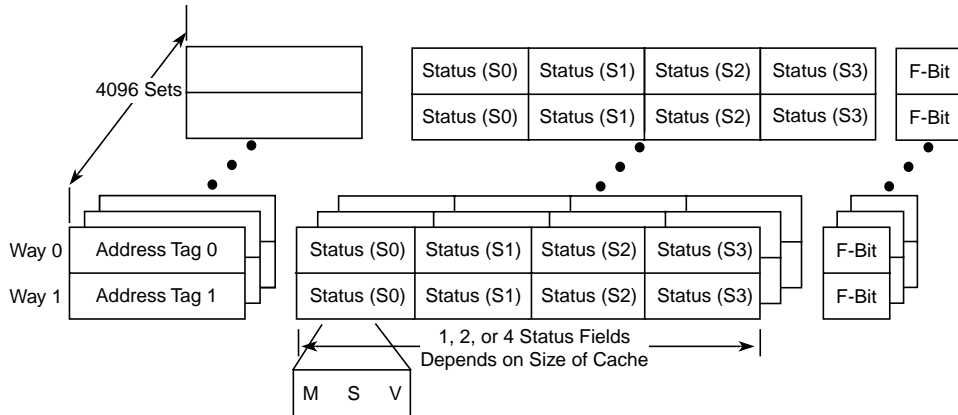 Status (S0) Status (S1) Status (S2) Status (S3) F-Bit
4096 Sets
Status (S0) Status (S1) Status (S2) Status (S3) F-Bit
Way 0 Address Tag 0 Status (S0) Status (S1) Status (S2) Status (S3) F-Bit
Way 1 Address Tag 1 Status (S0) Status (S1) Status (S2) Status (S3) F-Bit
1, 2, or 4 Status Fields
Depends on Size of Cache
M S V